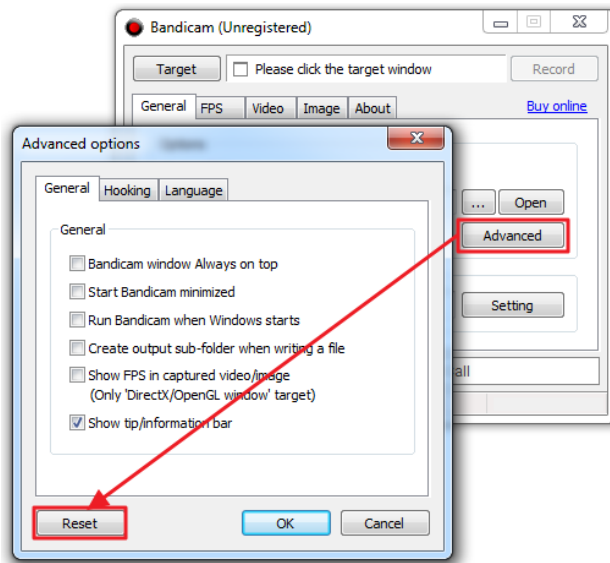 Bandicam (Unregistered)
Target
Please click the target window
Record
General
FPS
Video
Image
About
Buy online
Advanced options
Options
General
Hooking
Language
... Open
Advanced
General
Bandicam window Always on top
Start Bandicam minimized
Run Bandicam when Windows starts
Create output sub-folder when writing a file
Show FPS in captured video/image
(Only 'DirectX/OpenGL window' target)
Show tip/information bar
Setting
all
Reset
OK
Cancel